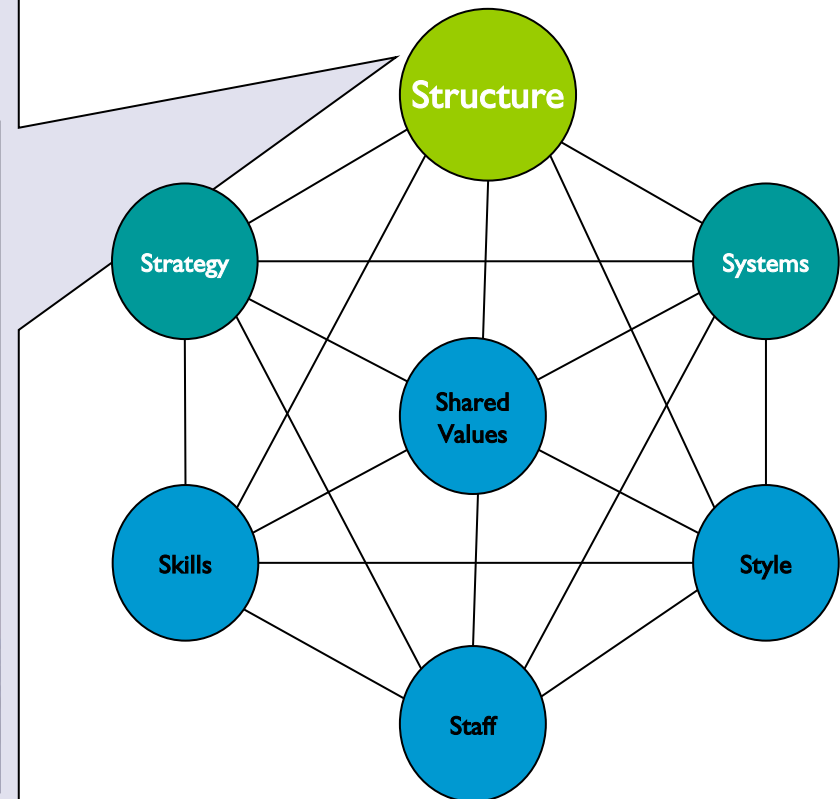 Structure
Strategy
Systems
Shared
Values
Skills
Style
Staff